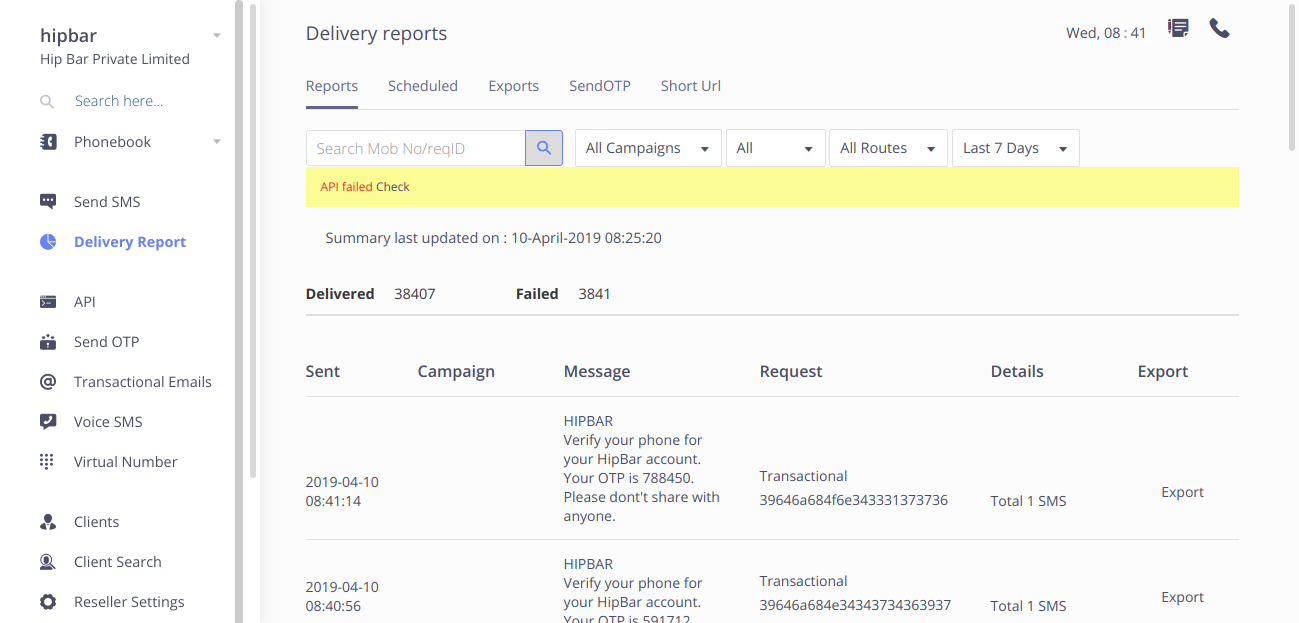 hipbar
Hip Bar Private Limited
Search here...
Phonebook
Send SMS
Delivery Report
API
Send OTP
Transactional Emails
Voice SMS
Virtual Number
Clients
Client Search
Reseller Settings
Delivery reports
Wed, 08 : 41
Reports Scheduled Exports SendOTP Short Url
Search Mob No/reqID All Campaigns All All Routes Last 7 Days
API failed Check
Summary last updated on : 10-April-2019 08:25:20
Delivered 38407 Failed 3841
Sent Campaign Message Request Details Export
2019-04-10
08:41:14
HIPBAR
Verify your phone for
your HipBar account.
Your OTP is 788450.
Please dont't share with
anyone.
Transactional
39646a684f6e343331373736
Total 1 SMS
Export
2019-04-10
08:40:56
HIPBAR
Verify your phone for
your HipBar account.
Your OTP is 591712.
Transactional
39646a684e34343734363937
Total 1 SMS
Export